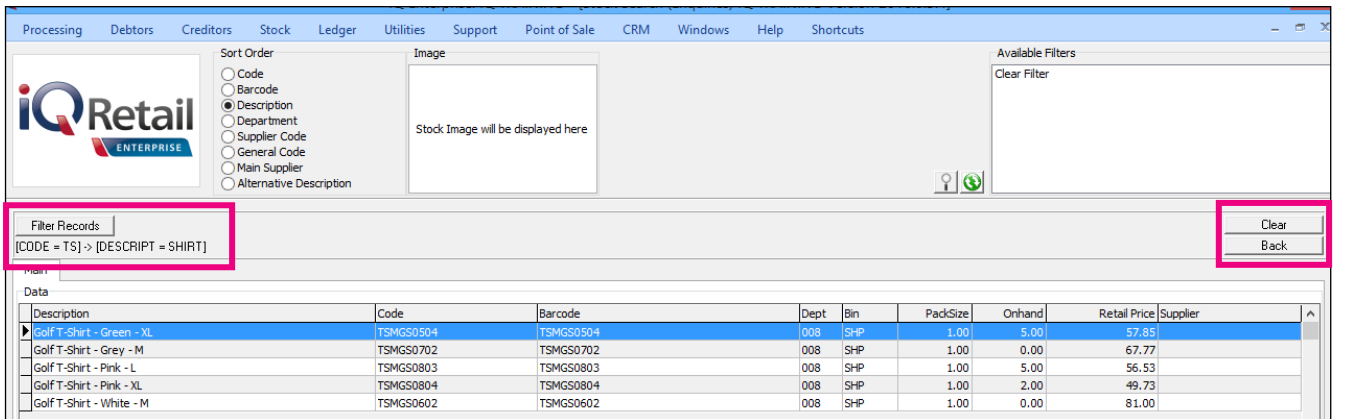 Processing Debtors Creditors Stock Ledger Utilities Support Point of Sale CRM Windows Help Shortcuts
iQ Retail
ENTERPRISE
Sort Order
Code
Barcode
Description
Department
Supplier Code
General Code
Main Supplier
Alternative Description
Image
Stock Image will be displayed here
Available Filters
Clear Filter
Filter Records
[CODE = TS] -> [DESCRIPT = SHIRT]
Clear
Back
Main
Data
Description Code Barcode Dept Bin PackSize Onhand Retail Price Supplier
Golf T-Shirt - Green - XL TSMGS0504 TSMGS0504 008 SHP 1.00 5.00 57.85
Golf T-Shirt - Grey - M TSMGS0702 TSMGS0702 008 SHP 1.00 0.00 67.77
Golf T-Shirt - Pink - L TSMGS0803 TSMGS0803 008 SHP 1.00 5.00 56.53
Golf T-Shirt - Pink - XL TSMGS0804 TSMGS0804 008 SHP 1.00 2.00 49.73
Golf T-Shirt - White - M TSMGS0602 TSMGS0602 008 SHP 1.00 0.00 81.00